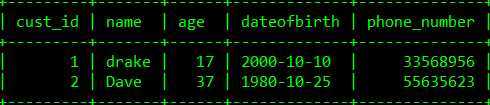 cust_id | name | age | dateofbirth | phone_number
1 | drake | 17 | 2000-10-10 | 33568956
2 | Dave | 37 | 1980-10-25 | 55635623